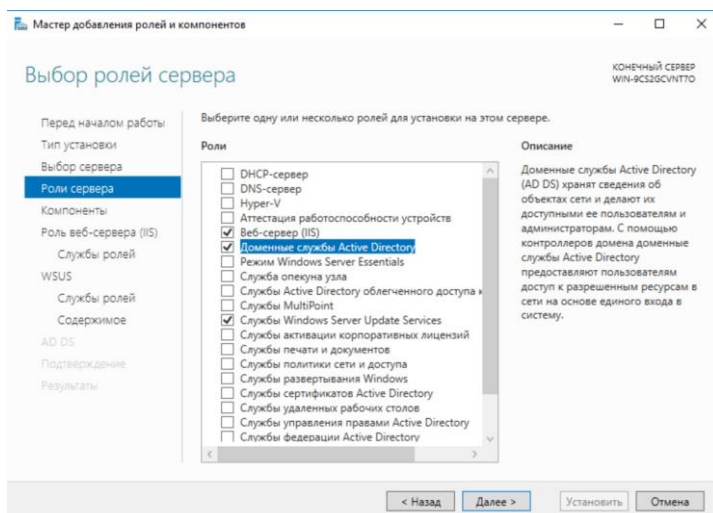 Мастер добавления ролей и компонентов
Выбор ролей сервера
КОНЕЧНЫЙ СЕРВЕР
WIN-9CS2GCVNT7O
Перед началом работы
Тип установки
Выбор сервера
Роли сервера
Компоненты
Роль веб-сервера (IIS)
Службы ролей
WSUS
Службы ролей
Содержимое
AD DS
Подтверждение
Результаты
Выберите одну или несколько ролей для установки на этом сервере.
Роли
DHCP-сервер
DNS-сервер
Hyper-V
Аттестация работоспособности устройств
Веб-сервер (IIS)
Доменные службы Active Directory
Режим Windows Server Essentials
Служба опекуна узла
Службы Active Directory облегченного доступа к
Службы MultiPoint
Службы Windows Server Update Services
Службы активации корпоративных лицензий
Службы печати и документов
Службы политики сети и доступа
Службы развертывания Windows
Службы сертификатов Active Directory
Службы удаленных рабочих столов
Службы управления правами Active Directory
Службы федерации Active Directory
Описание
Доменные службы Active Directory
(AD DS) хранят сведения об
объектах сети и делают их
доступными ее пользователям и
администраторам. С помощью
контроллеров домена доменные
службы Active Directory
предоставляют пользователям
доступ к разрешенным ресурсам в
сети на основе единого входа в
систему.
< Назад
Далее >
Установить
Отмена